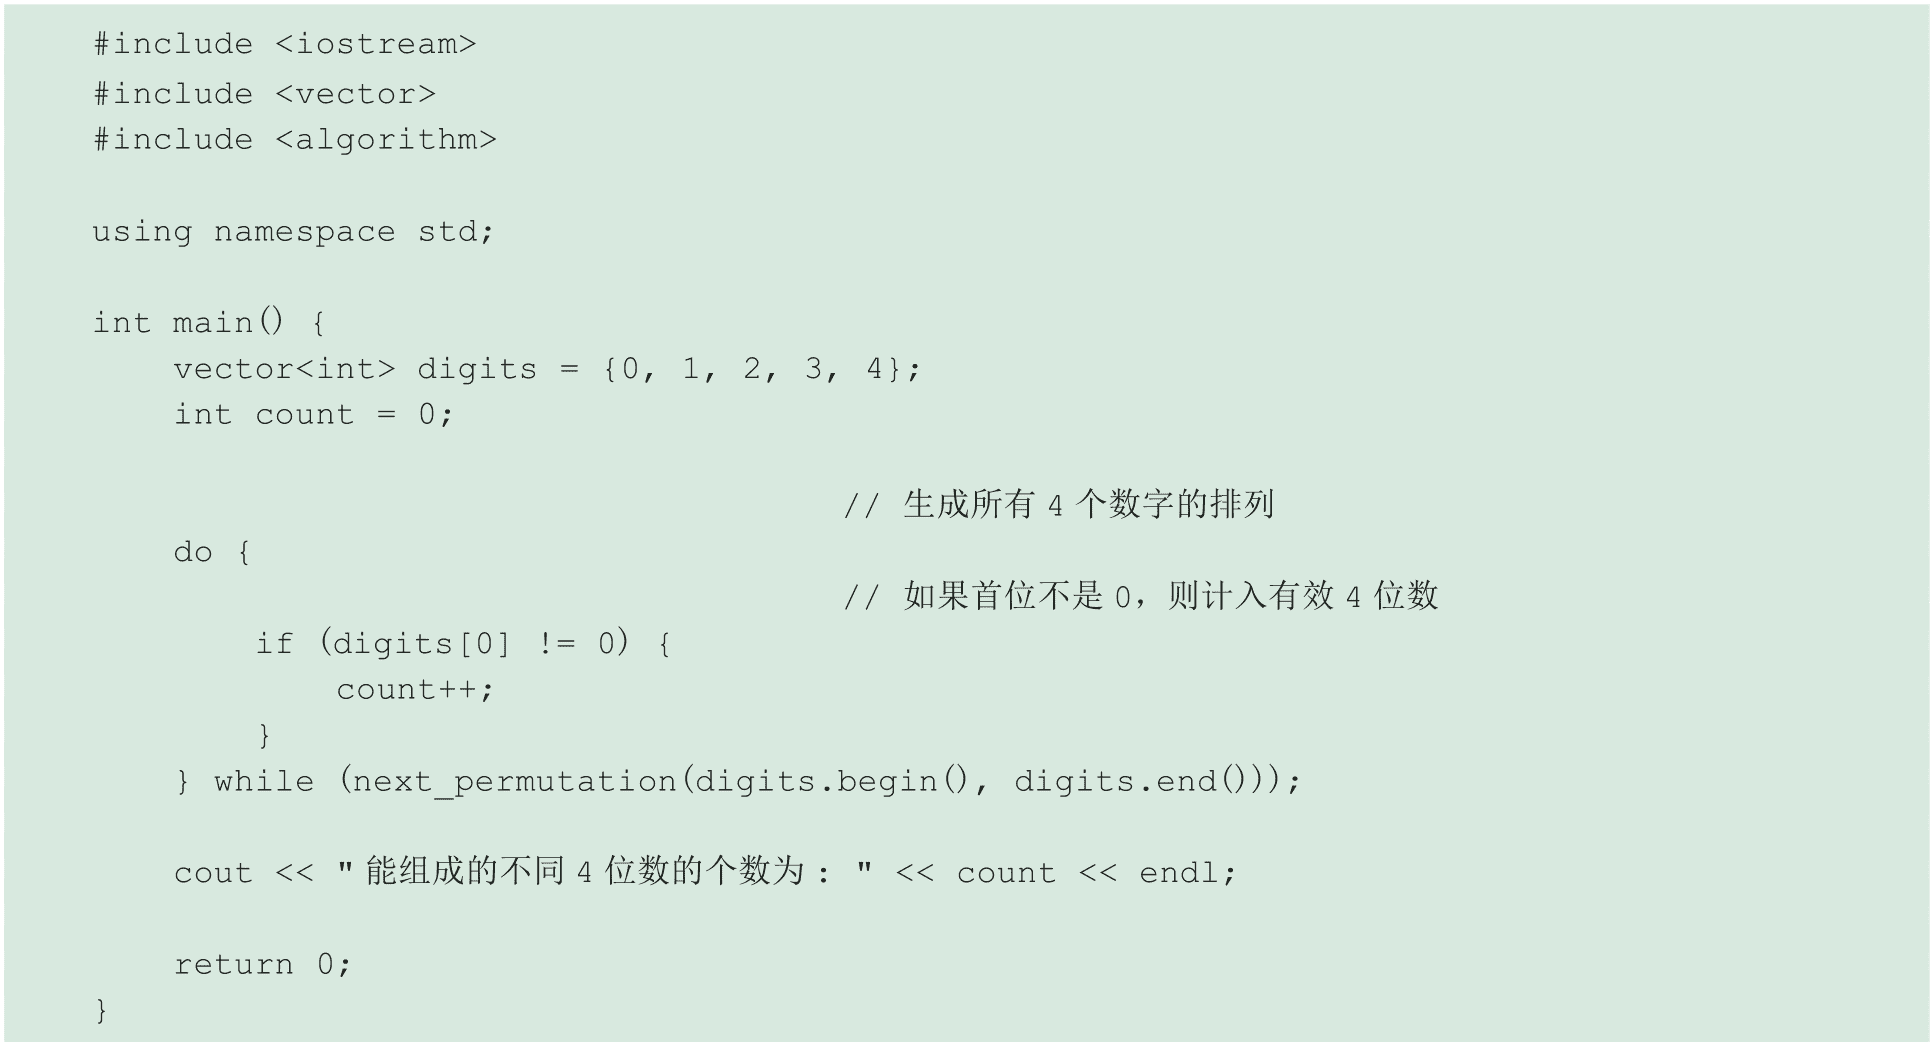 #include <iostream>
#include <vector>
#include <algorithm>
using namespace std;
int main() {
vector<int> digits = {0, 1, 2, 3, 4};
int count = 0;
// 生成所有 4 个数字的排列
do {
// 如果首位不是 0，则计入有效 4 位数
if (digits[0] != 0) {
count++;
}
} while (next_permutation(digits.begin(), digits.end()));
cout << "能组成的不同 4 位数的个数为: " << count << endl;
return 0;
}